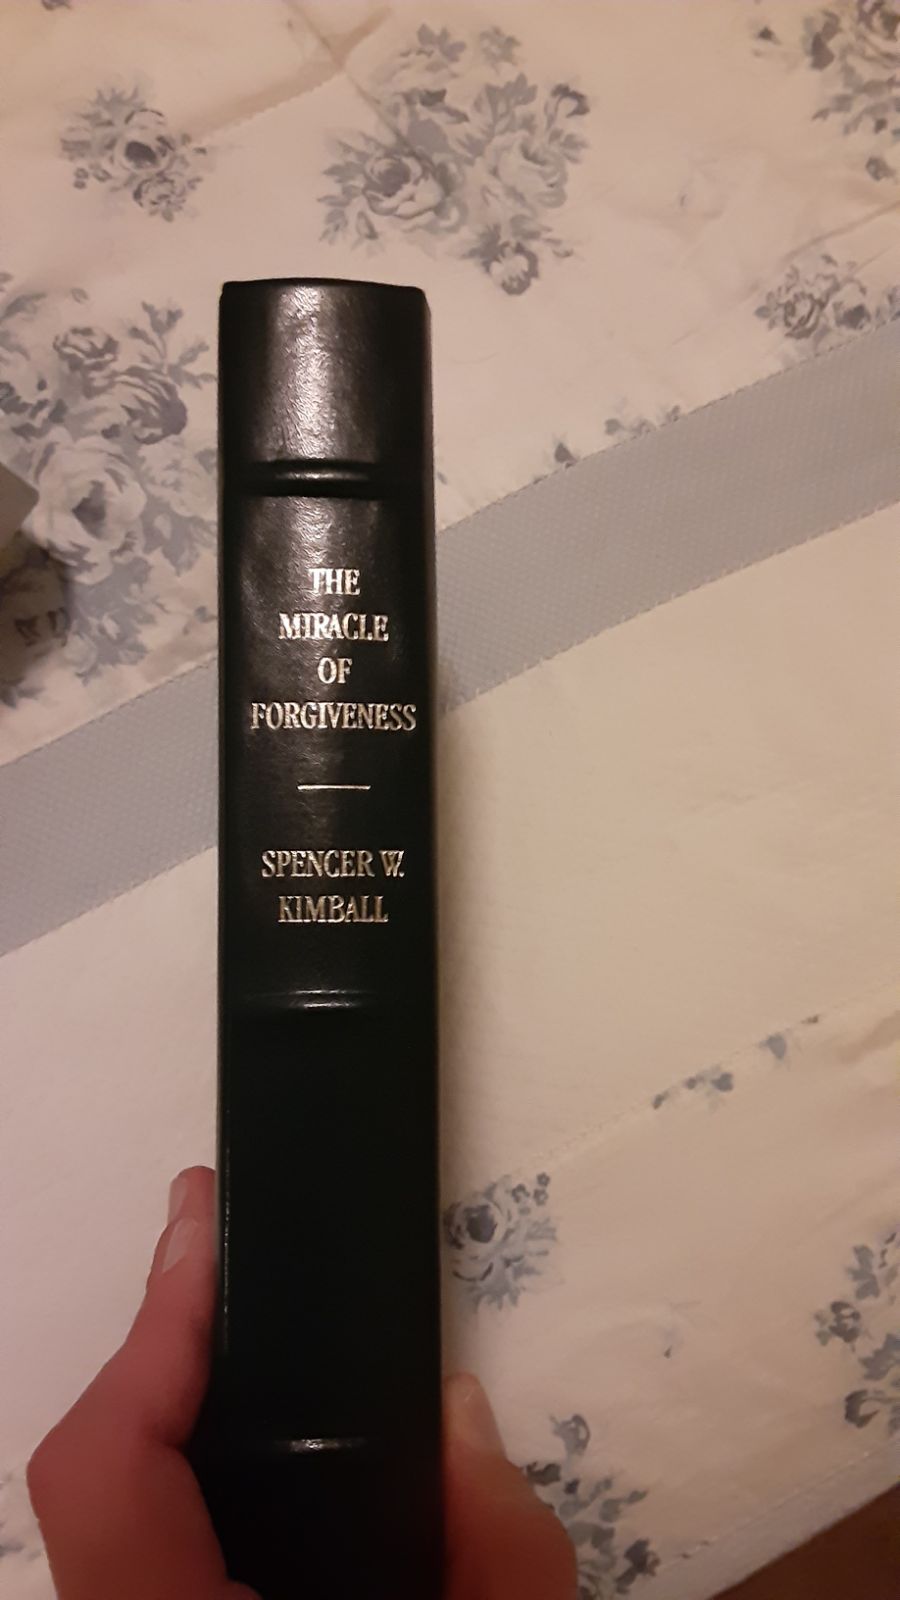 THE
MIRACLE
OF
FORGIVENESS
SPENCER W.
KIMBALL